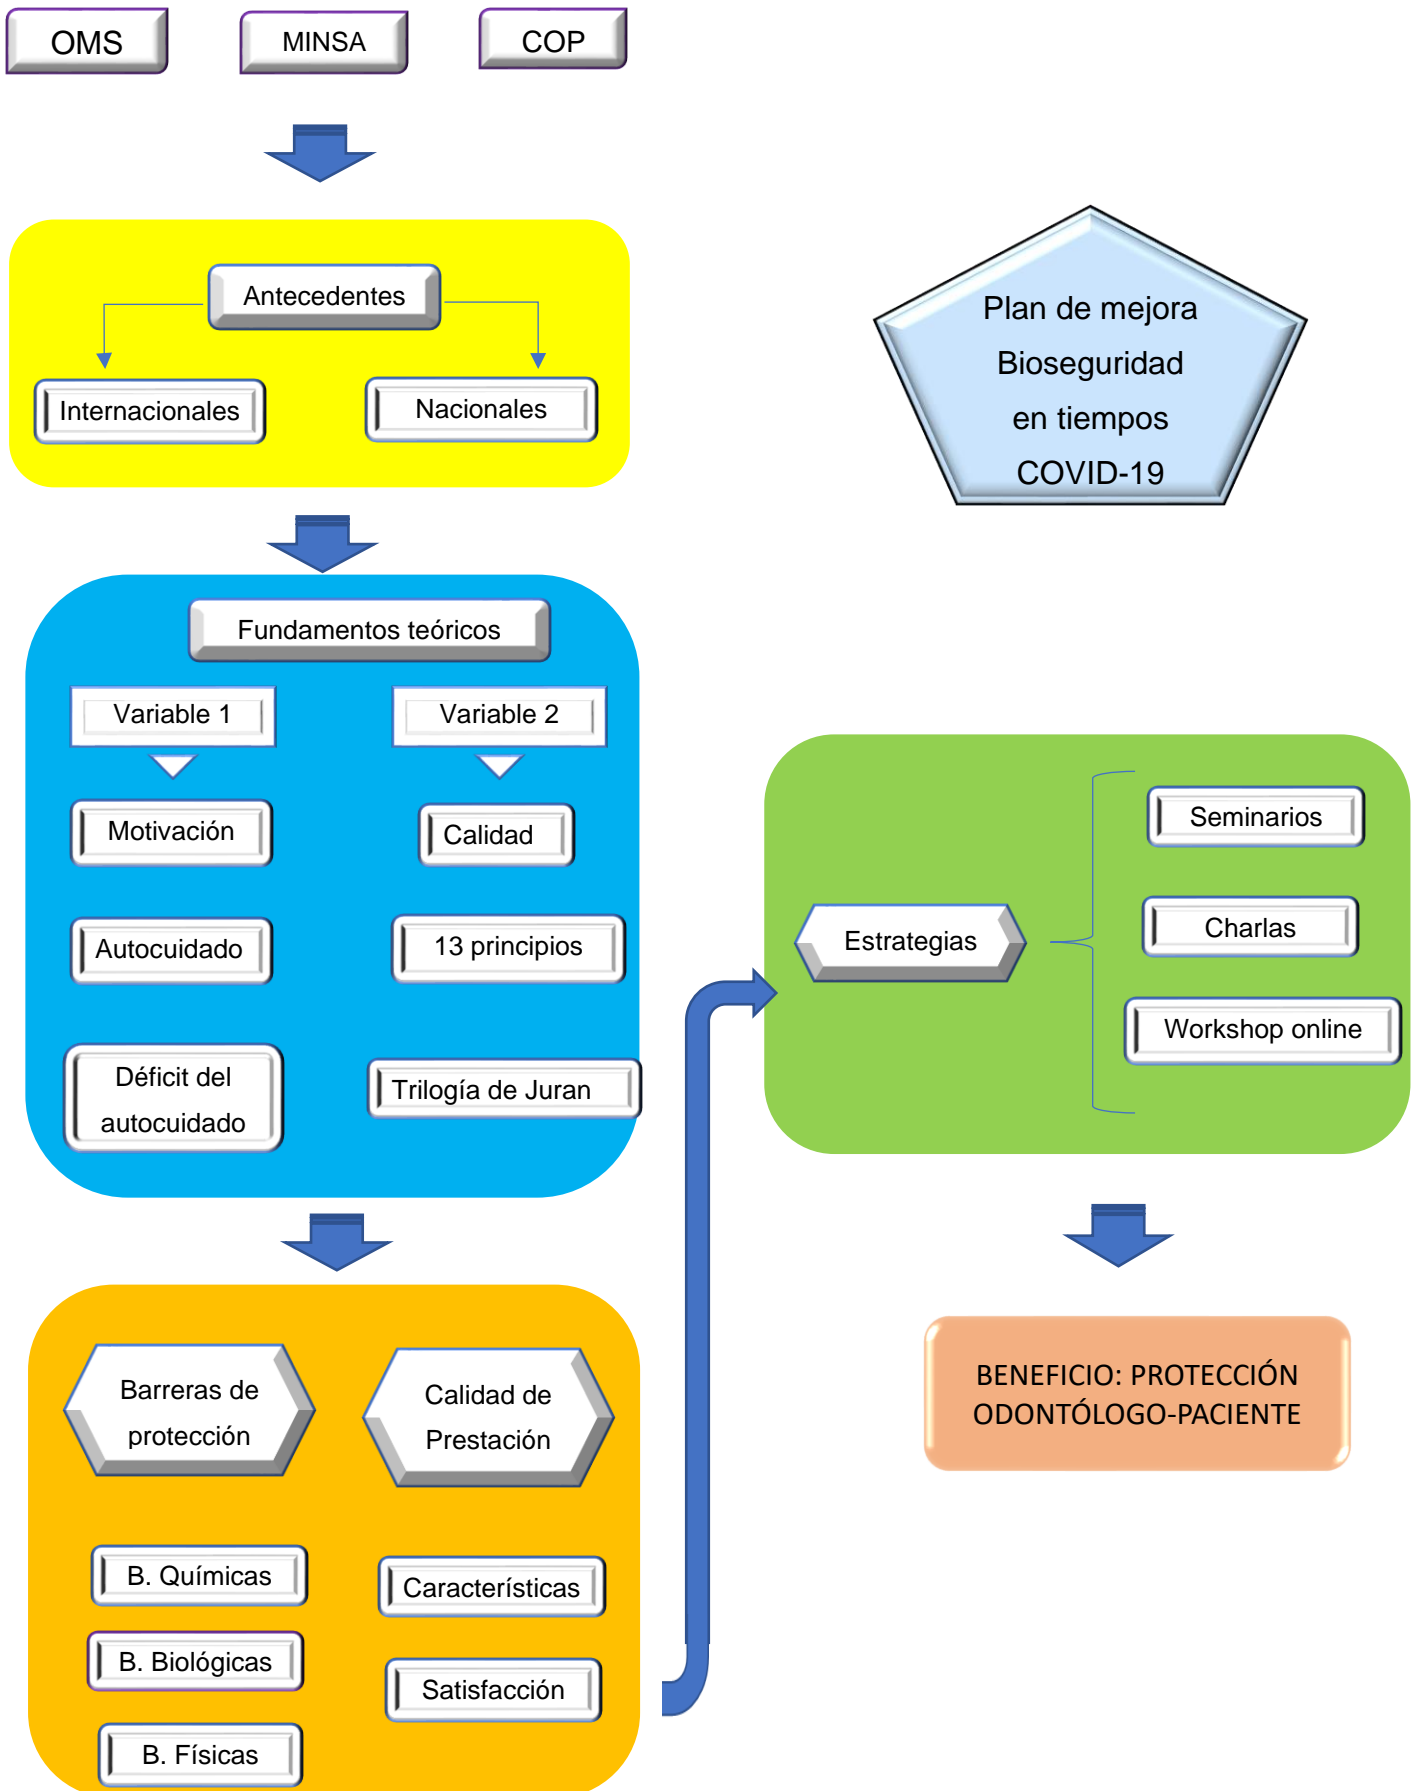 OMS
MINSA
COP
Antecedentes
Internacionales
Nacionales
Plan de mejora
Bioseguridad
en tiempos
COVID-19
Fundamentos teóricos
Variable 1
Variable 2
Motivación
Calidad
Autocuidado
13 principios
Déficit del
autocuidado
Trilogía de Juran
Barreras de
protección
Calidad de
Prestación
B. Químicas
Características
B. Biológicas
Satisfacción
B. Físicas
Estrategias
Seminarios
Charlas
Workshop online
BENEFICIO: PROTECCIÓN
ODONTÓLOGO-PACIENTE